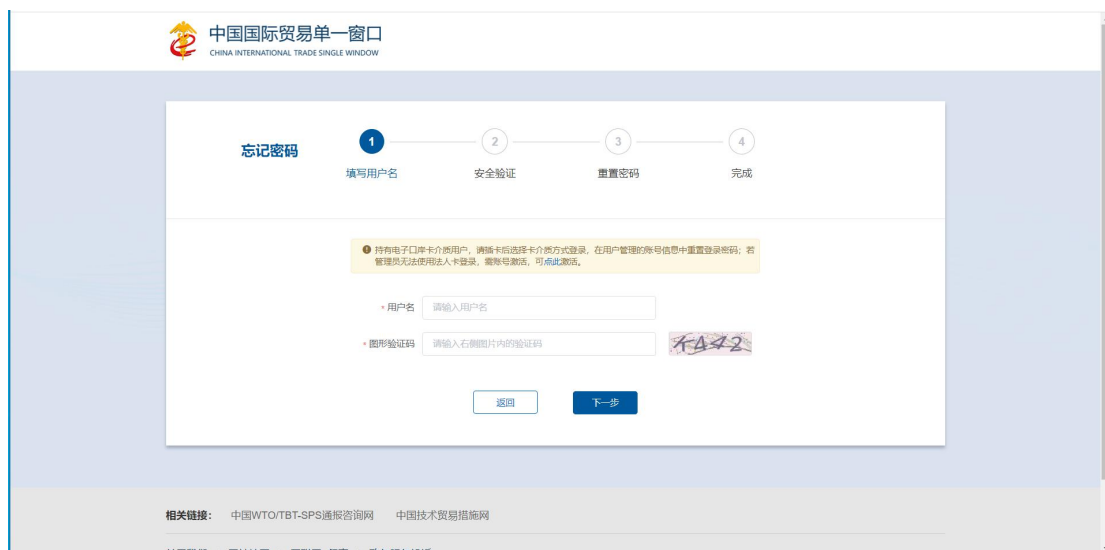 中国国际贸易单一窗口
CHINA INTERNATIONAL TRADE SINGLE WINDOW
忘记密码
1
2
3
4
填写用户名
安全验证
重置密码
完成
持有电子口岸卡介质用户，请插卡后选择卡介质方式登录，在用户管理的账号信息中重置登录密码；若
管理员无法使用法人卡登录，需账号激活，可点此激活。
* 用户名 请输入用户名
* 图形验证码 请输入右侧图片内的验证码
返回 下一步
相关链接： 中国WTO/TBT-SPS通报咨询网 中国技术贸易措施网